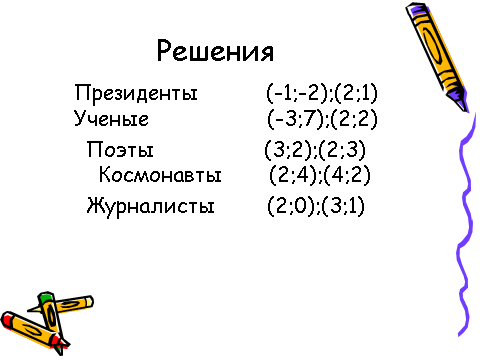 Решения
Президенты (-1;-2);(2;1)
Ученые (-3;7);(2;2)
Поэты (3;2);(2;3)
Космонавты (2;4);(4;2)
Журналисты (2;0);(3;1)